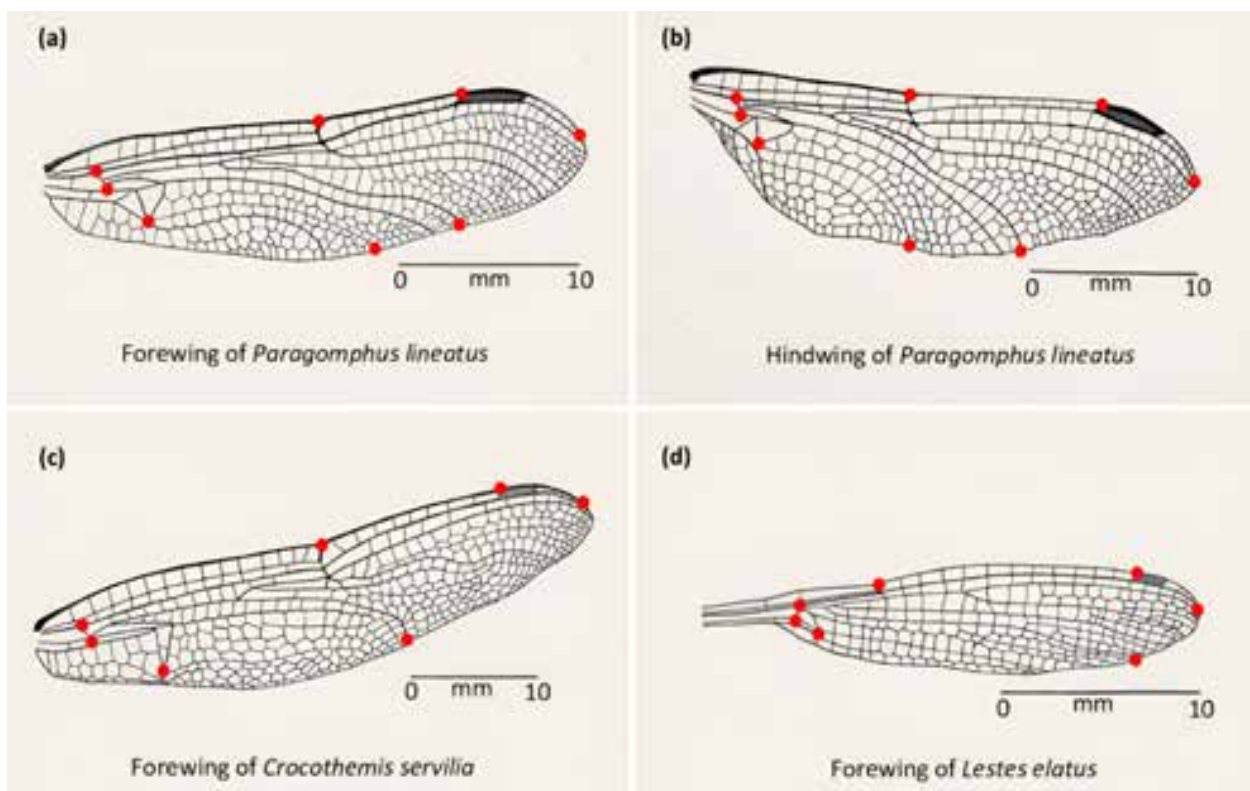 (a)
0 mm 10
Forewing of Paragomphus lineatus
(b)
0 mm 10
Hindwing of Paragomphus lineatus
(c)
0 mm 10
Forewing of Crocothemis servilia
(d)
0 mm 10
Forewing of Lestes elatus